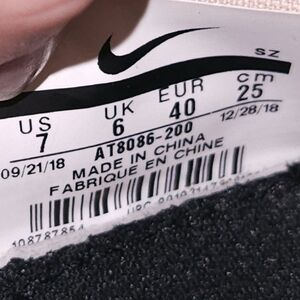 SZ
US UK EUR cm
7 6 40 25
09/21/18 AT8086-200 12/28/18
MADE IN CHINA
FABRIQUE EN CHINE